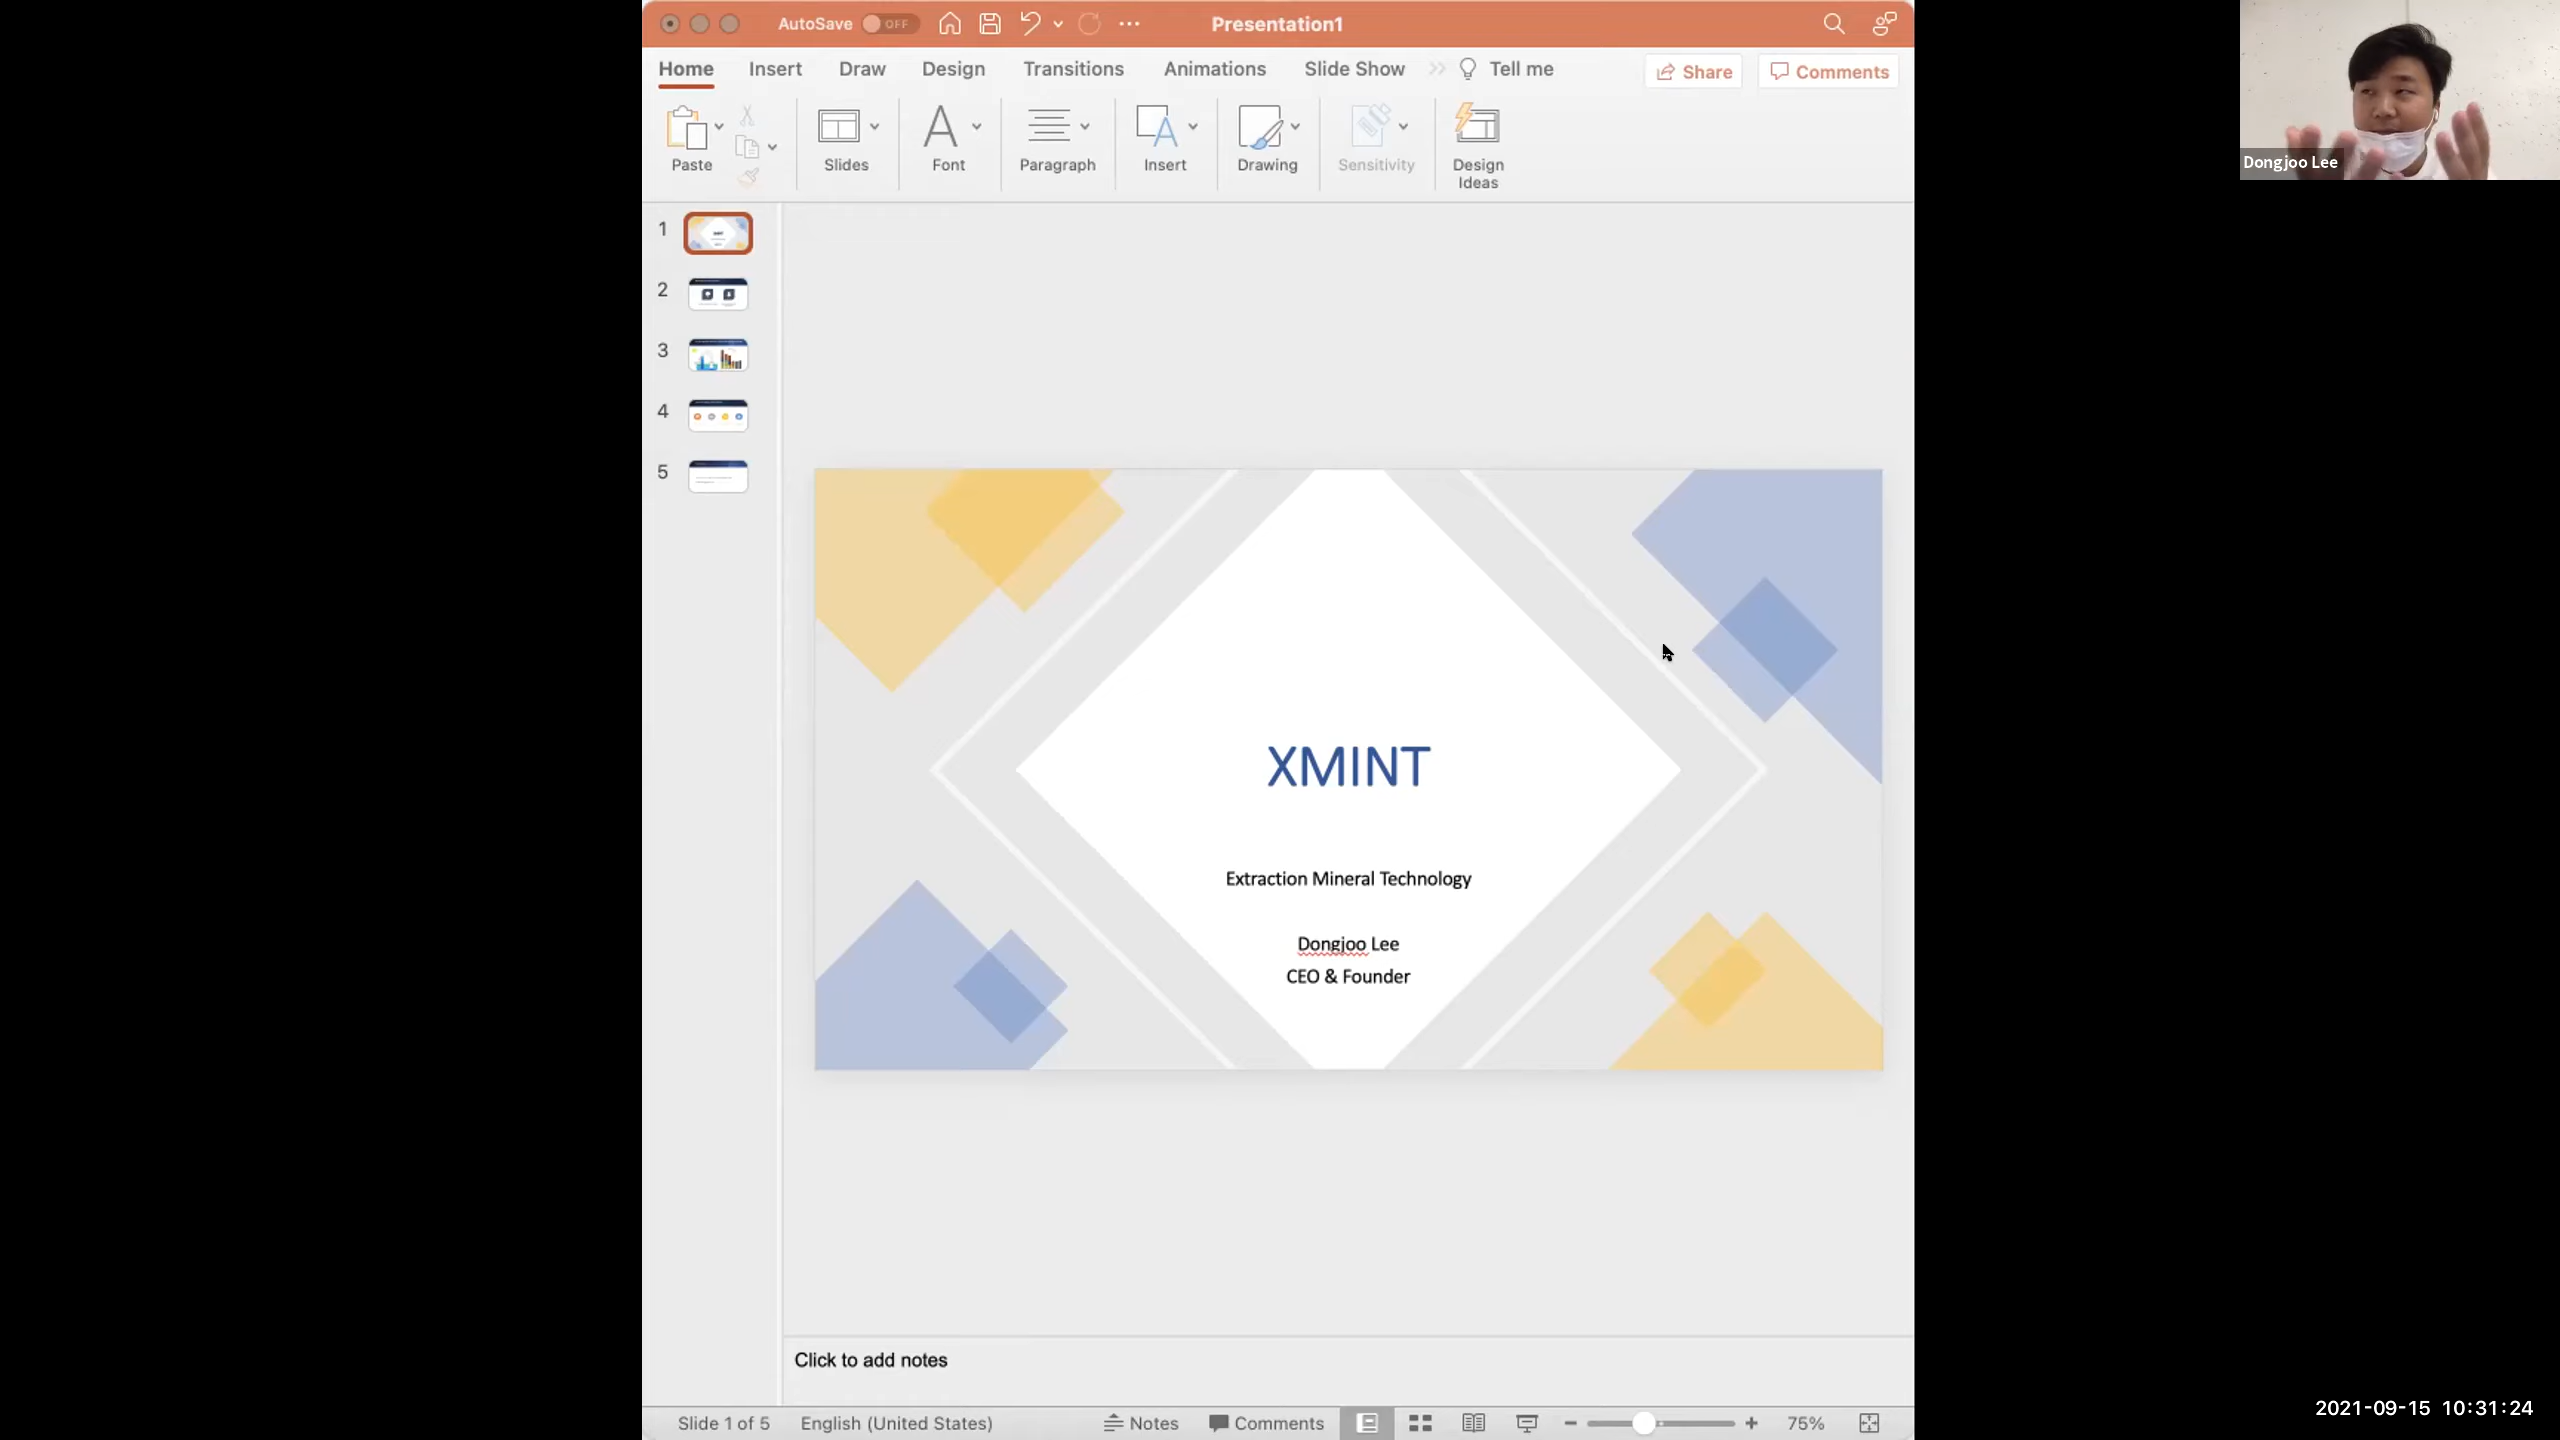 AutoSave OFF Presentation1
Home Insert Draw Design Transitions Animations Slide Show Tell me Share Comments
Paste Slides Font Paragraph Insert Drawing Sensitivity Design
Ideas
Dongjoo Lee
1
2
3
4
5
XMINT
Extraction Mineral Technology
Dongjoo Lee
CEO & Founder
Click to add notes
Slide 1 of 5 English (United States) Notes Comments 75%
2021-09-15 10:31:24